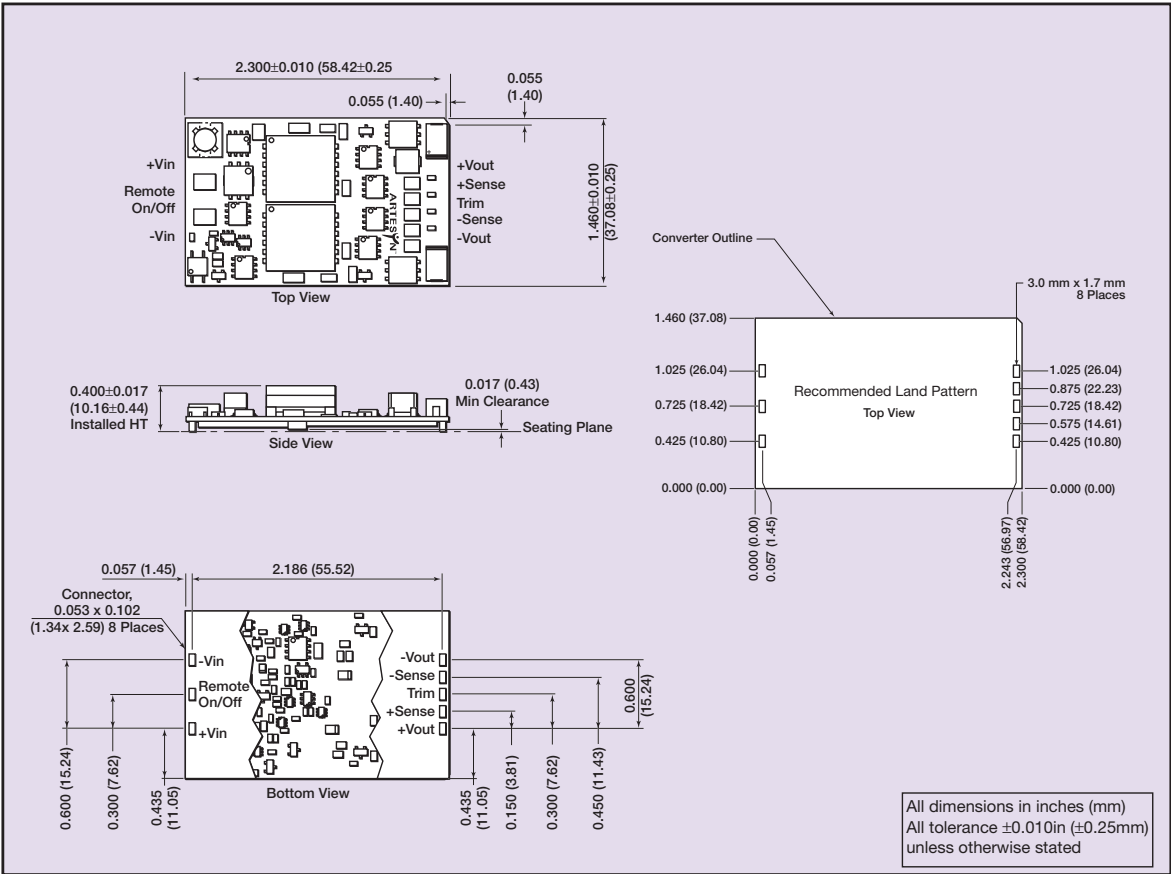 2.300±0.010 (58.42±0.25
0.055
(1.40)
0.055 (1.40)
+Vin
Remote
On/Off
-Vin
ARTESYN
+Vout
+Sense
Trim
-Sense
-Vout
1.460±0.010
(37.08±0.25)
Top View
0.400±0.017
(10.16±0.44)
Installed HT
0.017 (0.43)
Min Clearance
Seating Plane
Side View
Converter Outline
3.0 mm x 1.7 mm
8 Places
1.460 (37.08)
1.025 (26.04)
0.725 (18.42)
0.425 (10.80)
0.000 (0.00)
Recommended Land Pattern
Top View
1.025 (26.04)
0.875 (22.23)
0.725 (18.42)
0.575 (14.61)
0.425 (10.80)
0.000 (0.00)
0.000 (0.00)
0.057 (1.45)
2.243 (56.97)
2.300 (58.42)
0.057 (1.45)
2.186 (55.52)
Connector,
0.053 x 0.102
(1.34x 2.59) 8 Places
-Vin
Remote
On/Off
+Vin
-Vout
-Sense
Trim
+Sense
+Vout
0.600
(15.24)
0.600 (15.24)
0.300 (7.62)
0.435
(11.05)
Bottom View
0.435
(11.05)
0.150 (3.81)
0.300 (7.62)
0.450 (11.43)
All dimensions in inches (mm)
All tolerance ±0.010in (±0.25mm)
unless otherwise stated